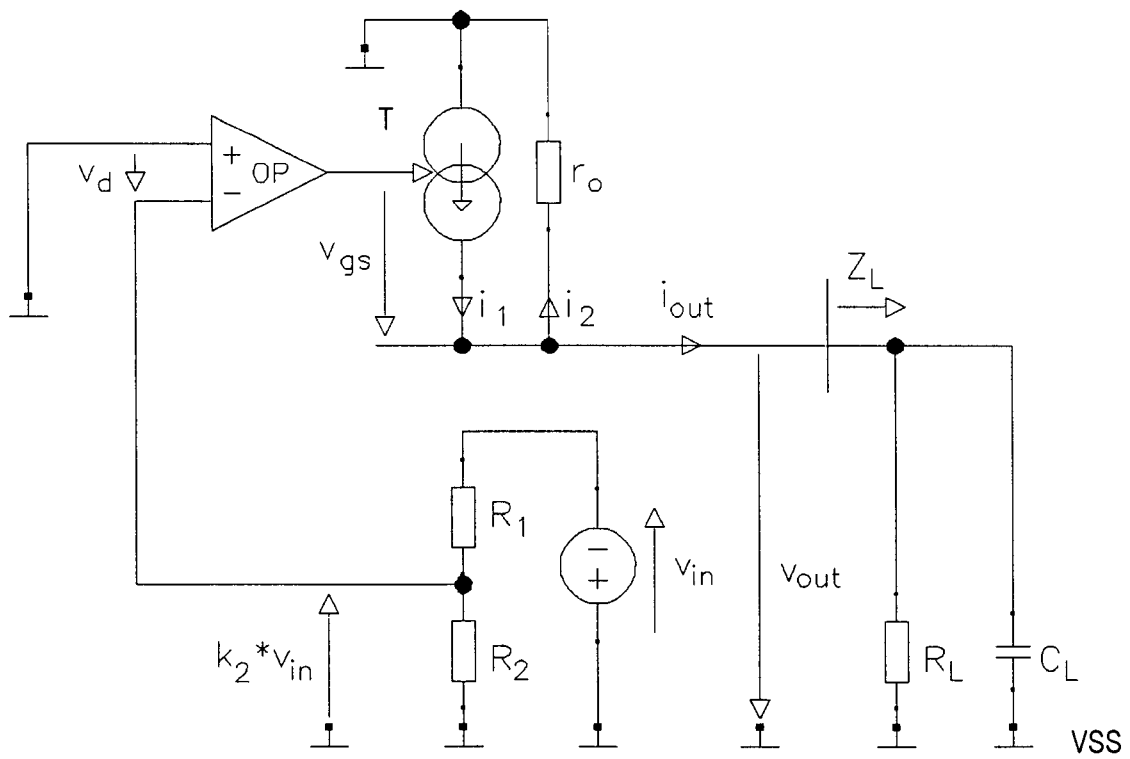 T
+
OP
−
v_d
r_o
v_gs
i_1
i_2
i_out
Z_L
R_1
−
+
v_in
v_out
k_2*v_in
R_2
R_L
C_L
VSS